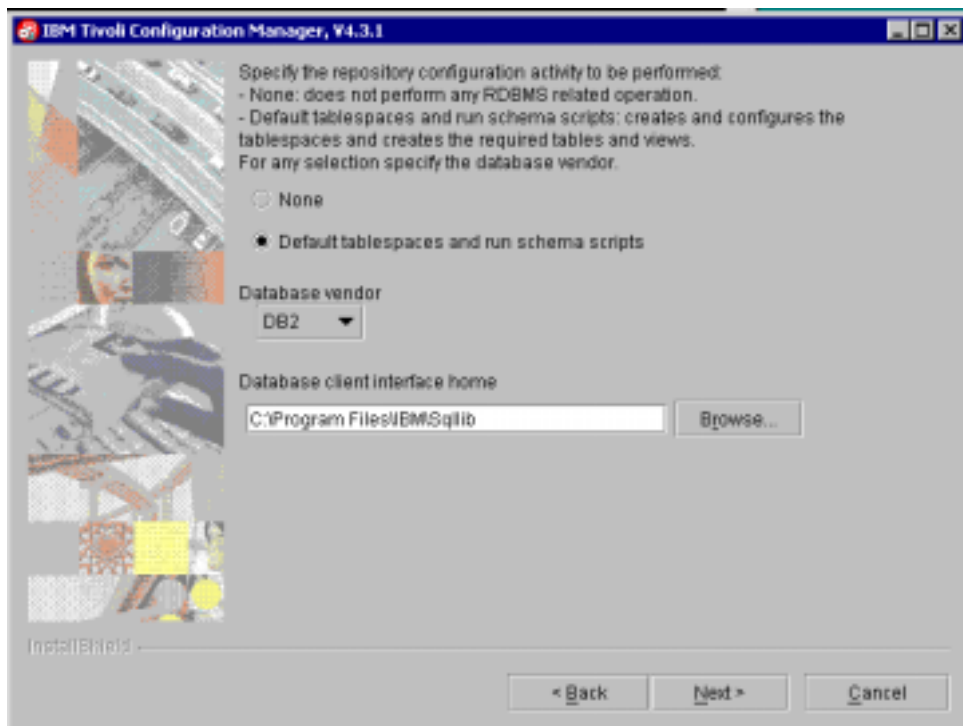 IBM Tivoli Configuration Manager, V4.3.1
Specify the repository configuration activity to be performed:
- None: does not perform any RDBMS related operation.
- Default tablespaces and run schema scripts: creates and configures the
tablespaces and creates the required tables and views.
For any selection specify the database vendor.
None
Default tablespaces and run schema scripts
Database vendor
DB2
Database client interface home
C:\Program Files\IBM\Sqllib
Browse...
InstallShield
< Back
Next >
Cancel